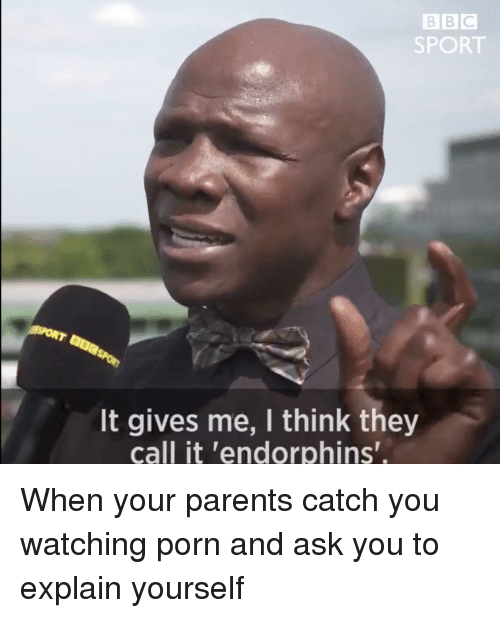 BBC
SPORT
ESPORT BBC SPORT
It gives me, I think they
call it 'endorphins'.
When your parents catch you
watching porn and ask you to
explain yourself